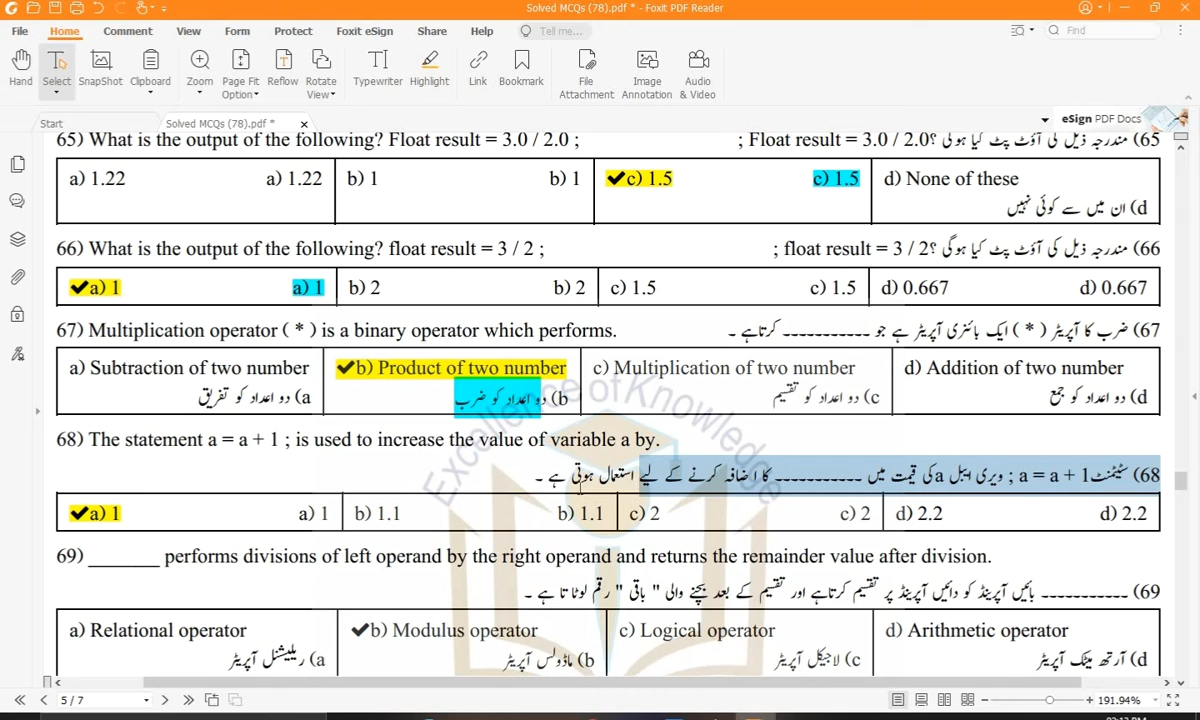 Solved MCQs (78).pdf * - Foxit PDF Reader
File Home Comment View Form Protect Foxit eSign Share Help Tell me... Find
Hand Select SnapShot Clipboard Zoom Page Fit Option Reflow Rotate View Typewriter Highlight Link Bookmark File Attachment Image Annotation Audio & Video
Start Solved MCQs (78).pdf * eSign PDF Docs
65) What is the output of the following? Float result = 3.0 / 2.0 ;
65) مندرجہ ذیل کی آؤٹ پٹ کیا ہوگی ؟Float result = 3.0 / 2.0 ;
a) 1.22 a) 1.22 b) 1 b) 1 ✔c) 1.5 c) 1.5 d) None of these
d) ان میں سے کوئی نہیں
66) What is the output of the following? float result = 3 / 2 ;
66) مندرجہ ذیل کی آؤٹ پٹ کیا ہوگی ؟float result = 3 / 2 ;
✔a) 1 a) 1 b) 2 b) 2 c) 1.5 c) 1.5 d) 0.667 d) 0.667
67) Multiplication operator ( * ) is a binary operator which performs.
67) ضرب کا آپریٹر ( * ) ایک بائنری آپریٹر ہے جو ----------- کرتاہے ۔
a) Subtraction of two number ✔b) Product of two number c) Multiplication of two number d) Addition of two number
a) دو اعداد کو تفریق b) دو اعداد کو ضرب c) دو اعداد کو تقسیم d) دو اعداد کو جمع
68) The statement a = a + 1 ; is used to increase the value of variable a by.
68) سٹیٹمنٹ a = a + 1 ; ویری ایبل a کی قیمت میں ----------- کا اضافہ کرنے کے لیے استعمال ہوتی ہے ۔
✔a) 1 a) 1 b) 1.1 b) 1.1 c) 2 c) 2 d) 2.2 d) 2.2
69) _______ performs divisions of left operand by the right operand and returns the remainder value after division.
69) ----------- بائیں آپرینڈ کو دائیں آپرینڈ پر تقسیم کرتاہے اور تقسیم کے بعد بچنے والی " باقی " رقم لوٹا تا ہے ۔
a) Relational operator ✔b) Modulus operator c) Logical operator d) Arithmetic operator
a) ریلیشنل آپریٹر b) ماڈولس آپریٹر c) لاجیکل آپریٹر d) آرتھ میٹک آپریٹر
Excellence of Knowledge
5 / 7 191.94%